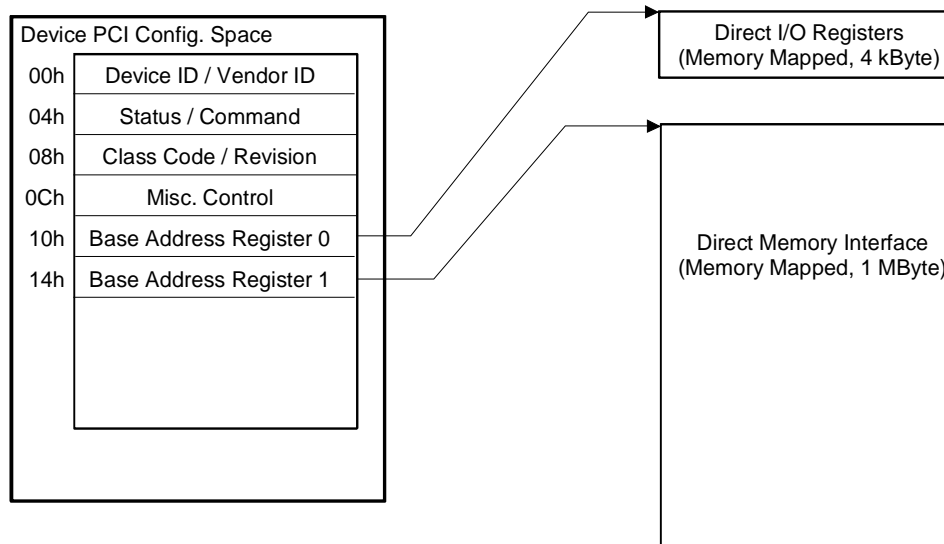 Device PCI Config. Space
00h Device ID / Vendor ID
04h Status / Command
08h Class Code / Revision
0Ch Misc. Control
10h Base Address Register 0
14h Base Address Register 1
Direct I/O Registers
(Memory Mapped, 4 kByte)
Direct Memory Interface
(Memory Mapped, 1 MByte)